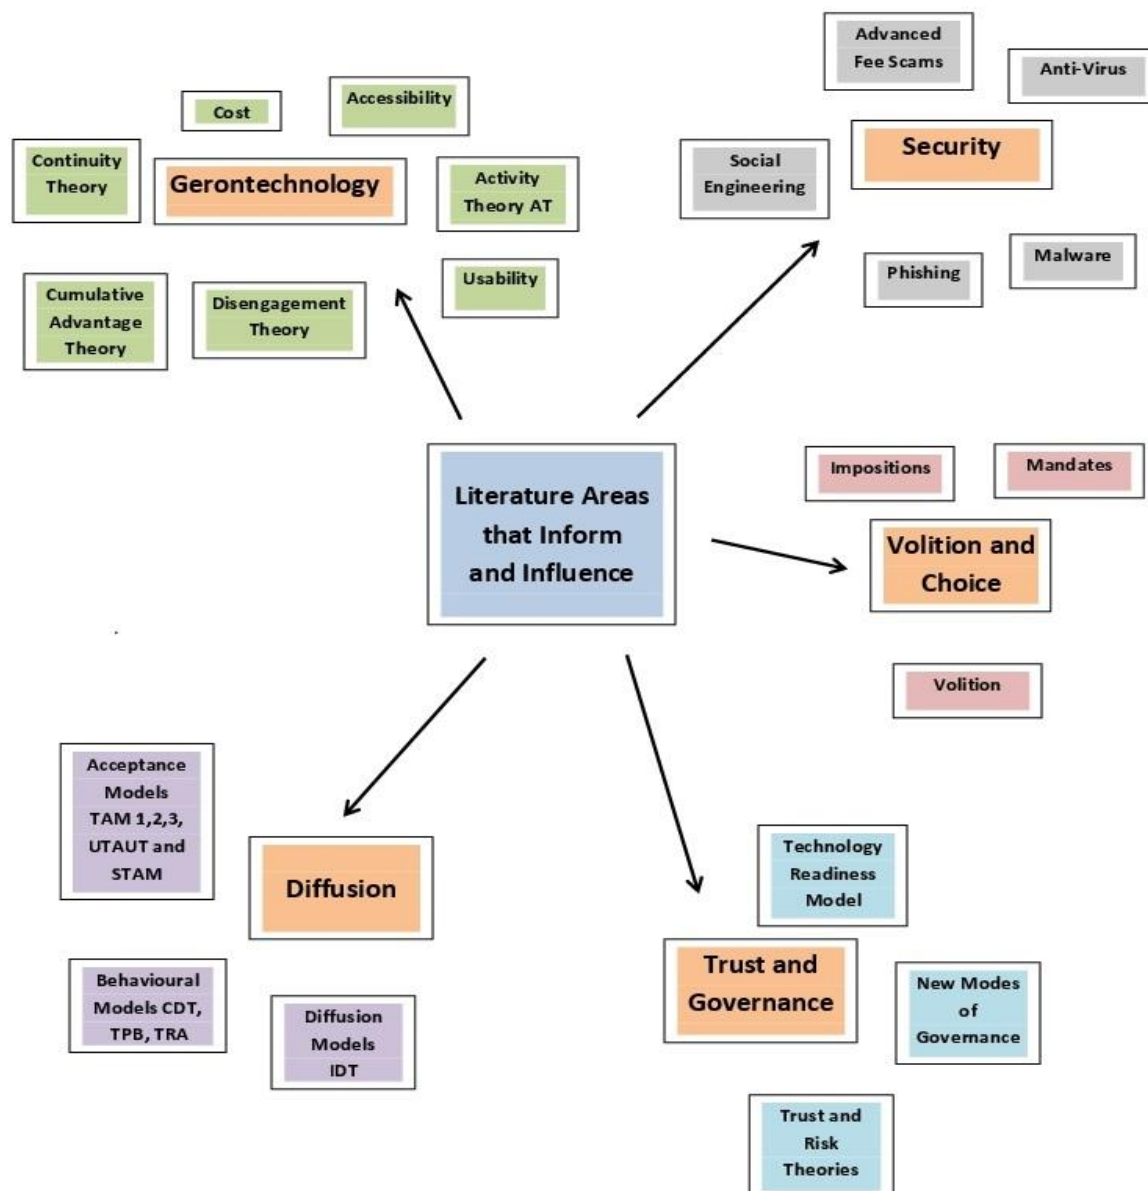 Cost
Accessibility
Continuity
Theory
Gerontechnology
Activity
Theory AT
Usability
Cumulative
Advantage
Theory
Disengagement
Theory
Advanced
Fee Scams
Anti-Virus
Security
Social
Engineering
Phishing
Malware
Literature Areas
that Inform
and Influence
Impositions
Mandates
Volition and
Choice
Volition
Acceptance
Models
TAM 1,2,3,
UTAUT and
STAM
Diffusion
Behavioural
Models CDT,
TPB, TRA
Diffusion
Models
IDT
Technology
Readiness
Model
Trust and
Governance
New Modes
of
Governance
Trust and
Risk
Theories